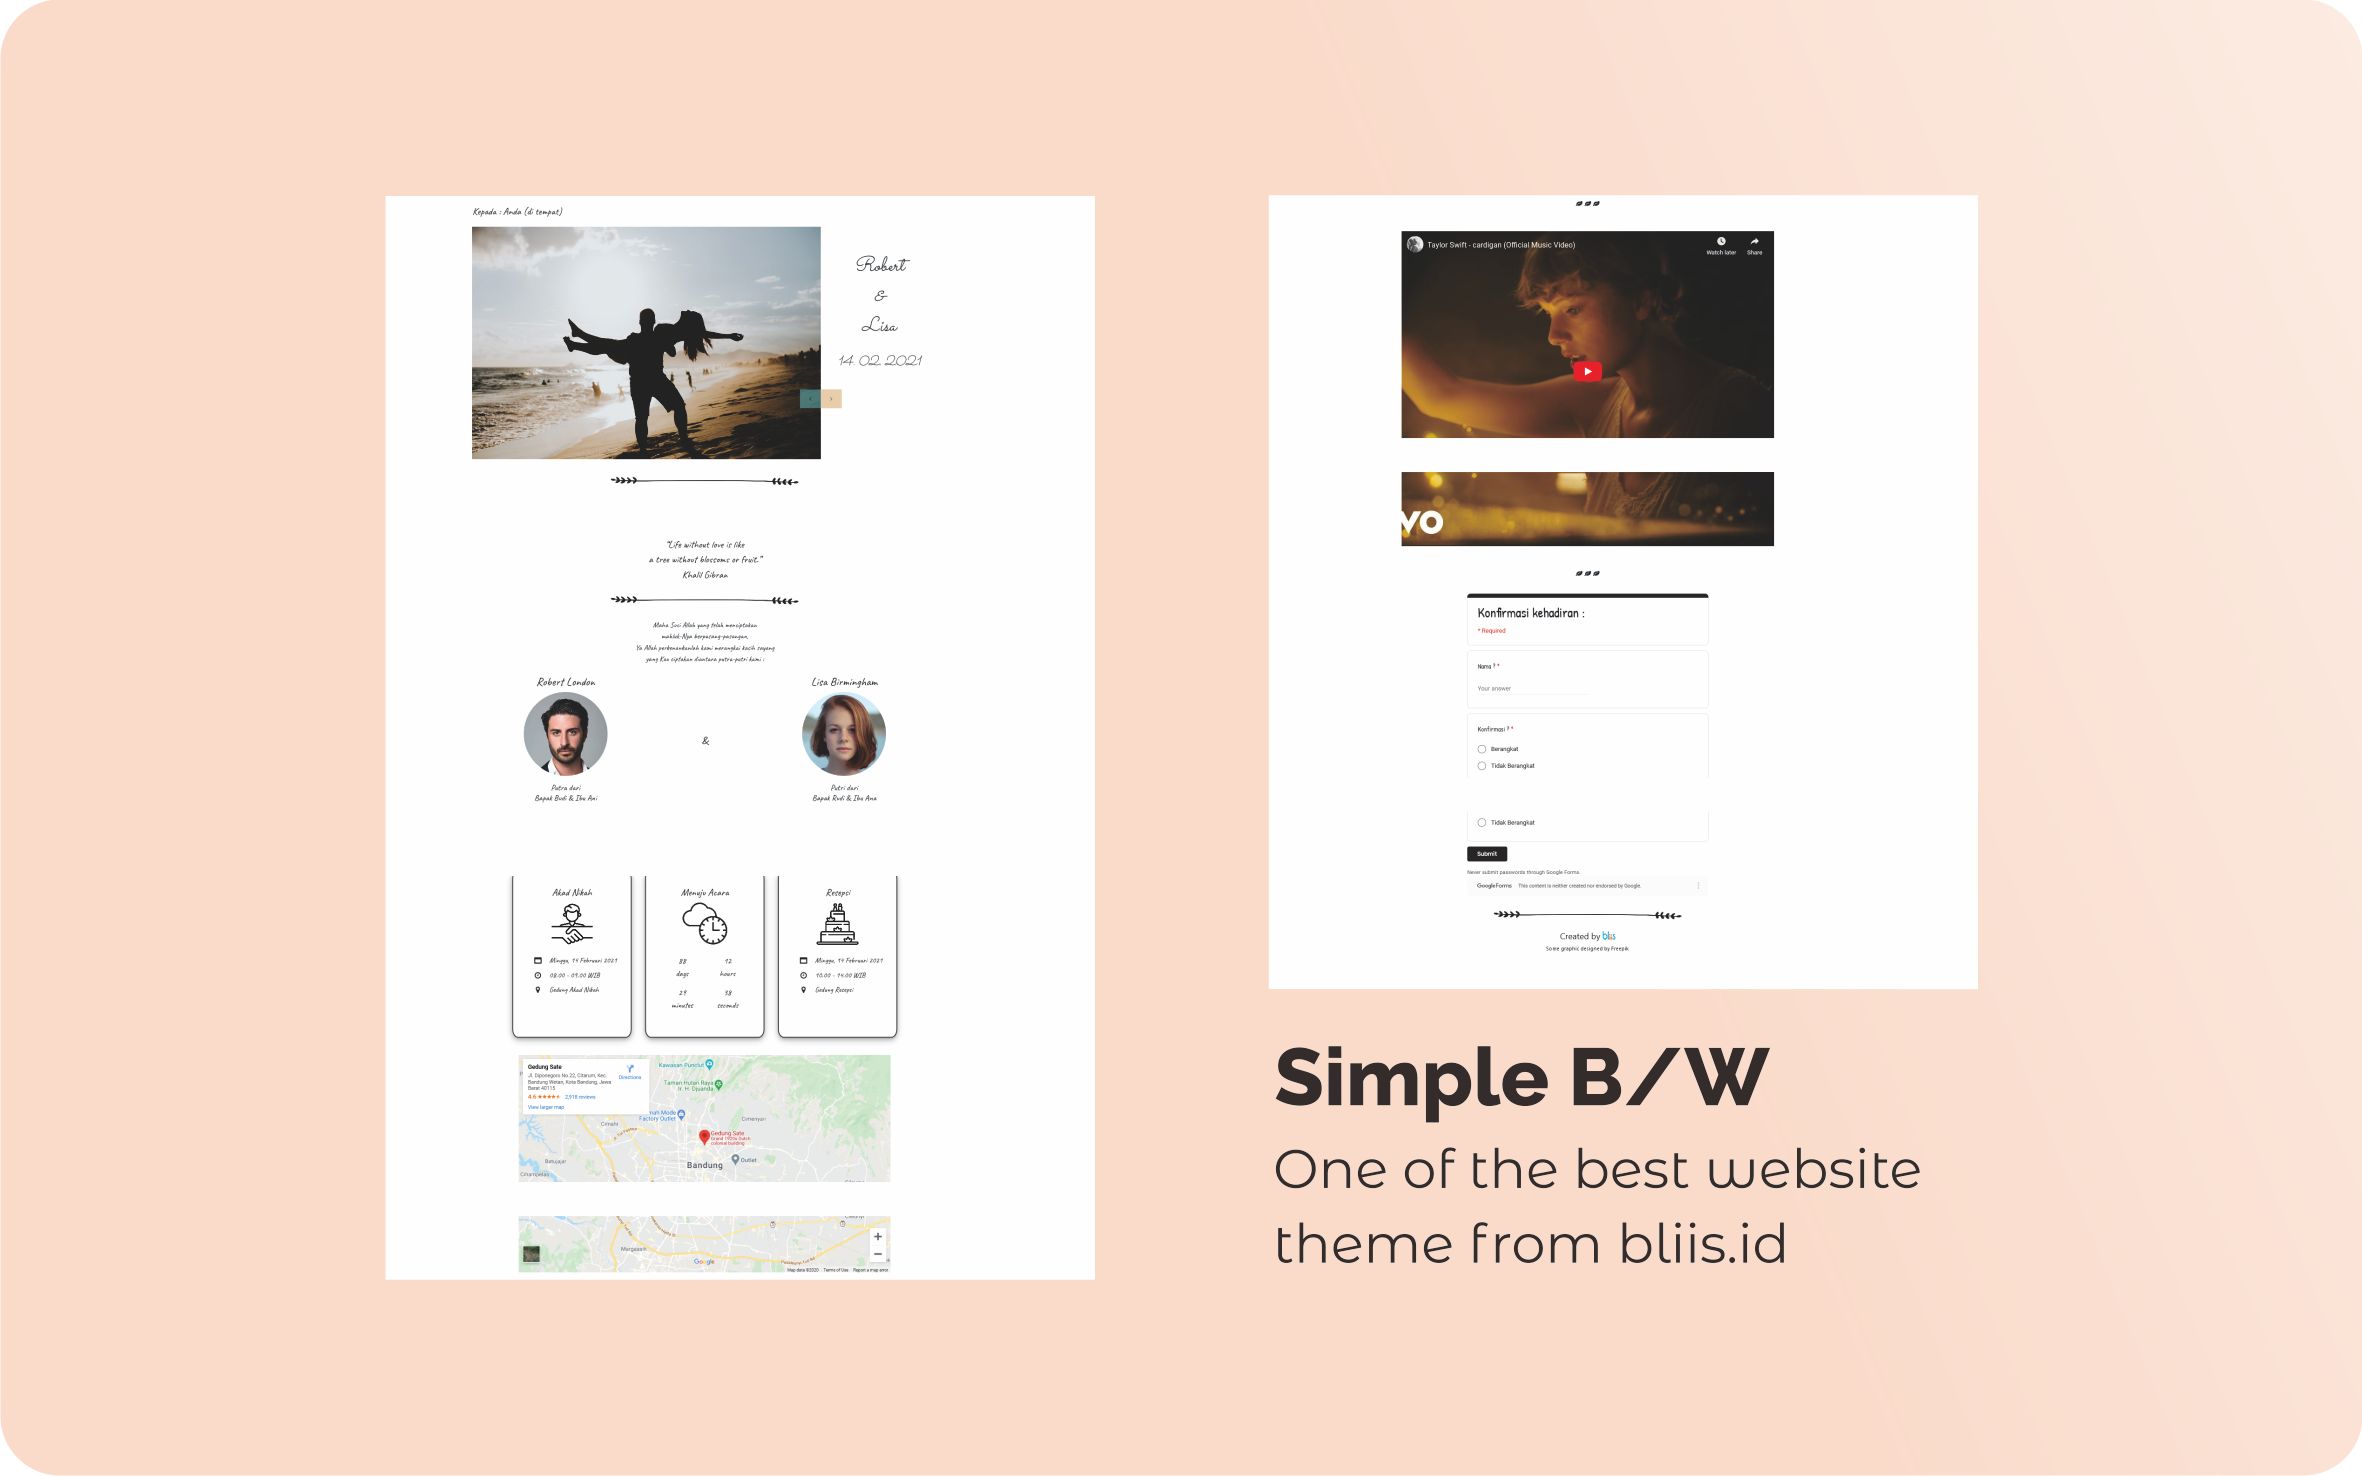 Kepada : Anda (di tempat)
Robert
&
Lisa
14. 02. 2021
"Life without love is like
a tree without blossoms or fruit."
Khalil Gibran
Maha Suci Allah yang telah menciptakan
mahluk-Nya berpasang-pasangan,
Ya Allah perkenankanlah kami merangkai kasih sayang
yang Kau ciptakan diantara putra-putri kami :
Robert London
&
Lisa Birmingham
Putra dari
Bapak Budi & Ibu Ani
Putri dari
Bapak Rudi & Ibu Ana
Akad Nikah
Minggu, 14 Februari 2021
08.00 - 09.00 WIB
Gedung Akad Nikah
Menuju Acara
88
days
12
hours
29
minutes
38
seconds
Resepsi
Minggu, 14 Februari 2021
10.00 - 14.00 WIB
Gedung Resepsi
Gedung Sate
Jl. Diponegoro No.22, Citarum, Kec.
Bandung Wetan, Kota Bandung, Jawa
Barat 40115
4.6
2,918 reviews
View larger map
Directions
Kawasan Punclut
Taman Hutan Raya
Ir. H. Djuanda
Factory Outlet
Cimenyan
Cimahi
Gedung Sate
Grand 1920s Dutch
colonial building
Batujajar
Bandung
Outlet
Margaasih
Google
Map data ©2020
Terms of Use
Report a map error
Taylor Swift - cardigan (Official Music Video)
Watch later
Share
vo
Konfirmasi kehadiran :
* Required
Nama ? *
Your answer
Konfirmasi ? *
Berangkat
Tidak Berangkat
Tidak Berangkat
Submit
Never submit passwords through Google Forms.
Google Forms
This content is neither created nor endorsed by Google.
Created by bliis
Some graphic designed by Freepik
Simple B/W
One of the best website
theme from bliis.id